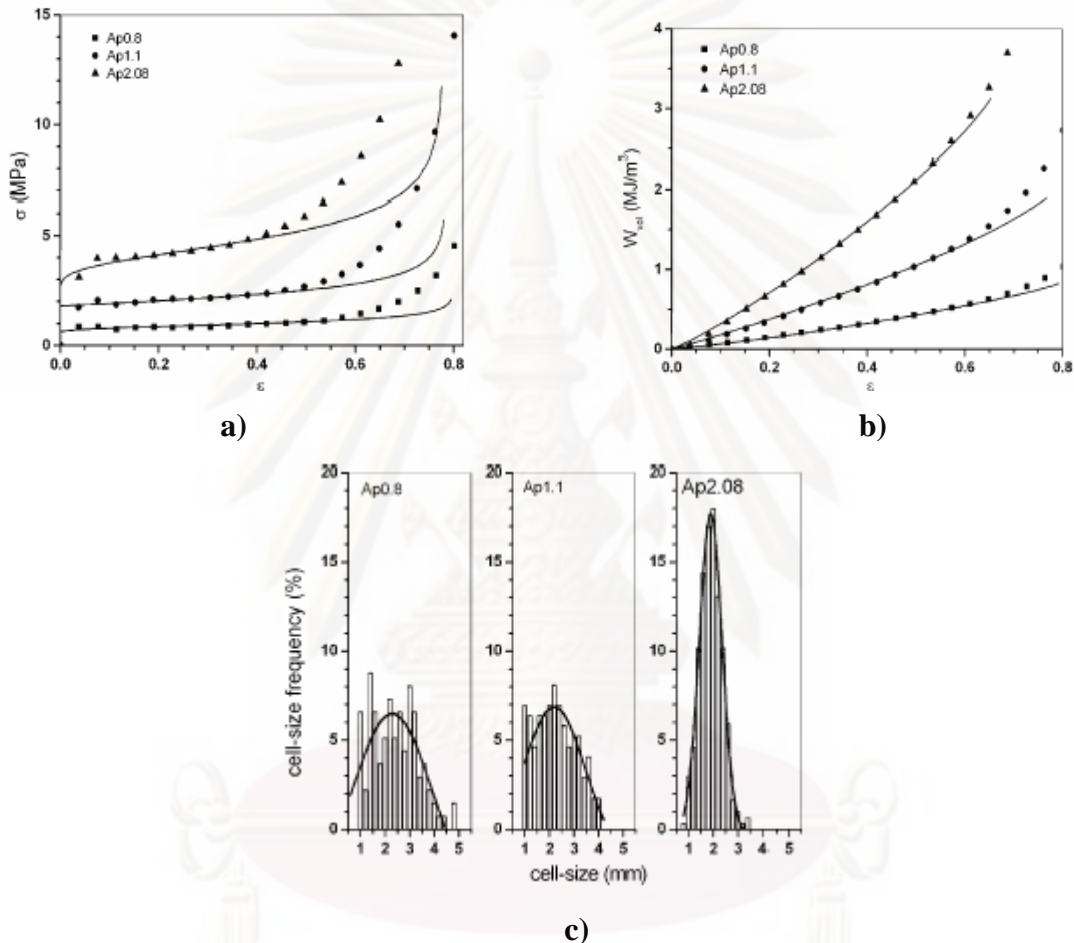 15
10
5
0
σ (MPa)
Ap0.8
Ap1.1
Ap2.08
0.0 0.2 0.4 0.6 0.8
ε
a)
4
3
2
1
0
W_vol (MJ/m³)
Ap0.8
Ap1.1
Ap2.08
0.0 0.2 0.4 0.6 0.8
ε
b)
20
15
10
5
0
cell-size frequency (%)
Ap0.8
1 2 3 4 5
20
15
10
5
0
Ap1.1
1 2 3 4 5
20
15
10
5
0
Ap2.08
1 2 3 4 5
cell-size (mm)
c)